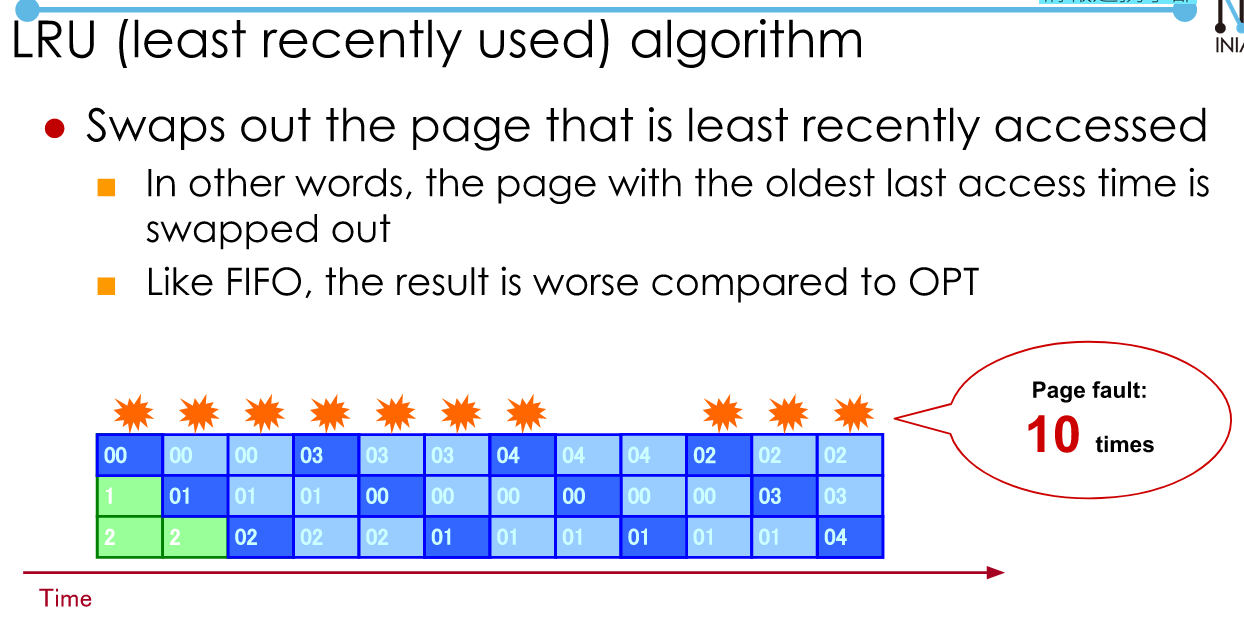 LRU (least recently used) algorithm
Swaps out the page that is least recently accessed
In other words, the page with the oldest last access time is
swapped out
Like FIFO, the result is worse compared to OPT
Page fault:
10 times
00 00 00 03 03 03 04 04 04 02 02 02
1 01 01 01 00 00 00 00 00 00 03 03
2 2 02 02 02 01 01 01 01 01 01 04
Time